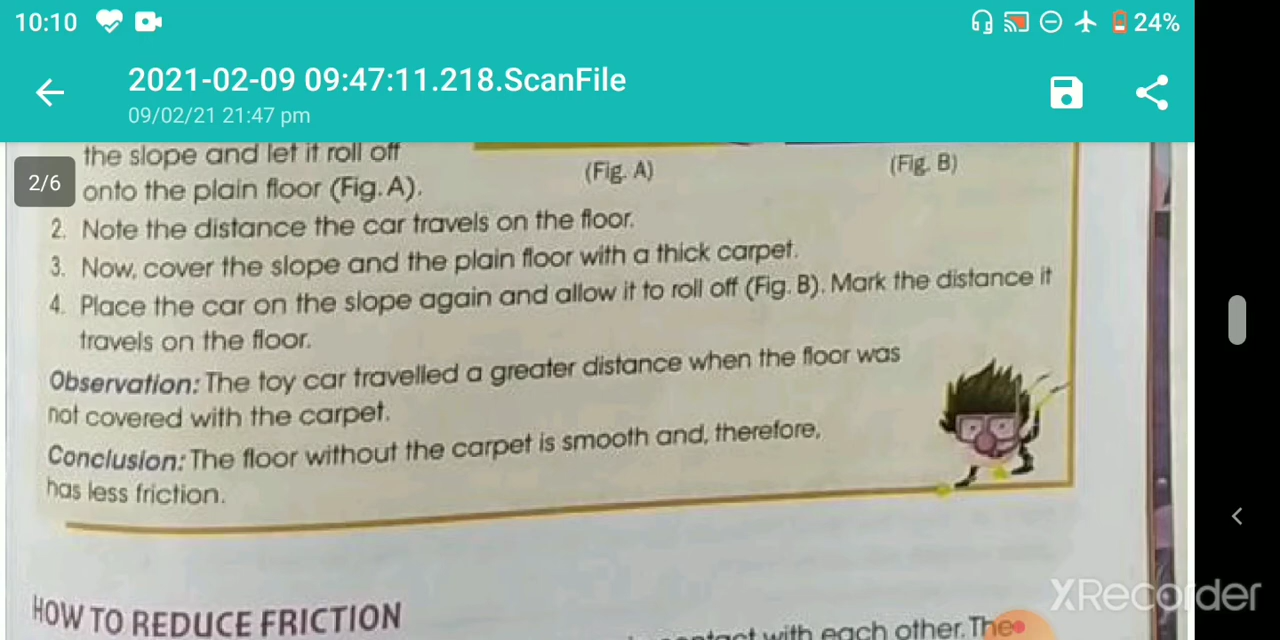 10:10
24%
2021-02-09 09:47:11.218.ScanFile
09/02/21 21:47 pm
2/6
the slope and let it roll off
onto the plain floor (Fig. A).
(Fig. A)
(Fig. B)
2. Note the distance the car travels on the floor.
3. Now, cover the slope and the plain floor with a thick carpet.
4. Place the car on the slope again and allow it to roll off (Fig. B). Mark the distance it
travels on the floor.
Observation: The toy car travelled a greater distance when the floor was
not covered with the carpet.
Conclusion: The floor without the carpet is smooth and, therefore,
has less friction.
HOW TO REDUCE FRICTION
contact with each other. The
XRecorder